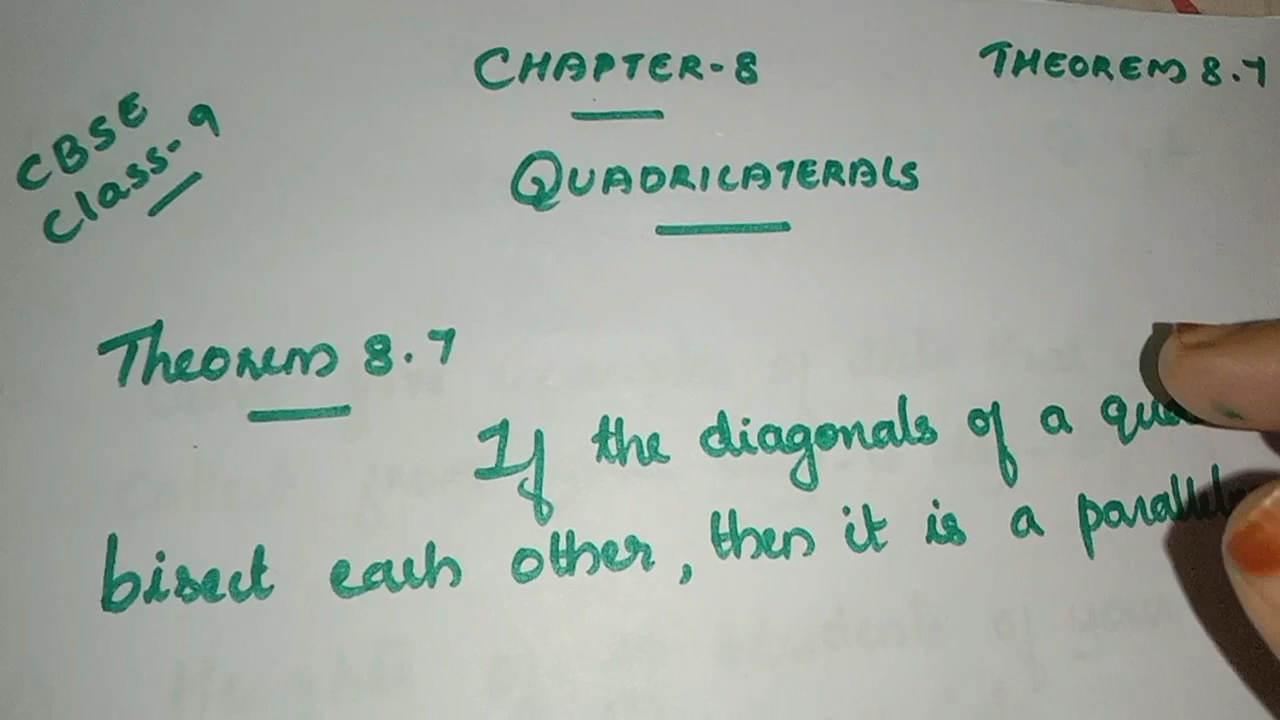 CHAPTER-8
THEOREM 8.7
CBSE
Class-9
QUADRILATERALS
Theorem 8.7
If the diagonals of a
bisect each other, then it is a